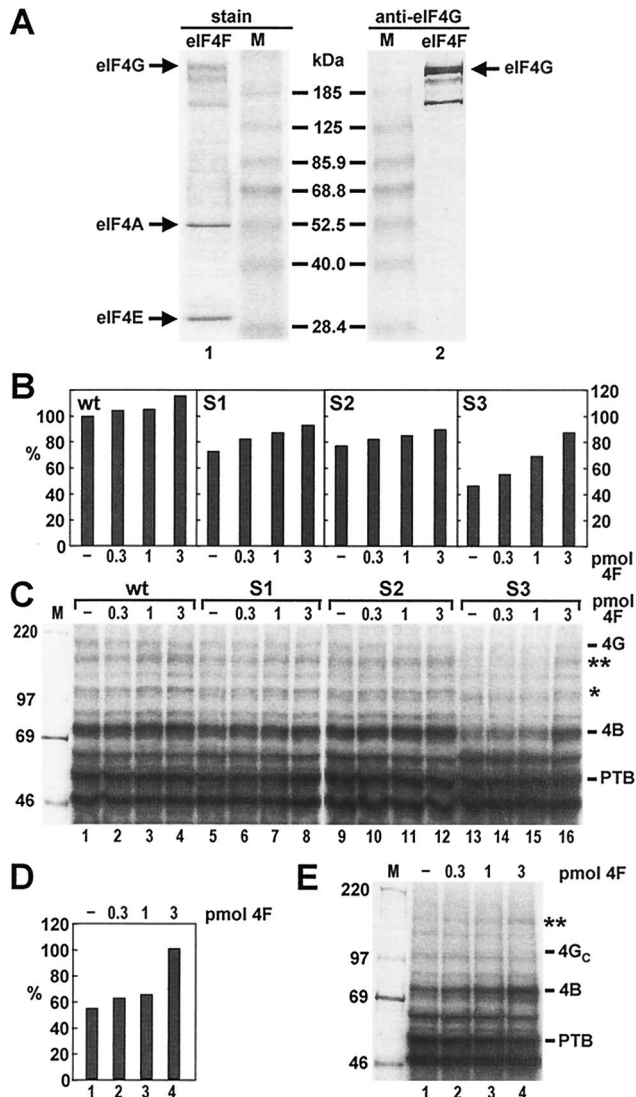 A
stain
anti-eIF4G
eIF4F M kDa M eIF4F
eIF4G eIF4G
185
125
85.9
68.8
eIF4A 52.5
40.0
eIF4E
28.4
1 2
B
wt S1 S2 S3
120
100 100
% 80 80
60 60
40 40
20 20
0
– 0.3 1 3 – 0.3 1 3 – 0.3 1 3 – 0.3 1 3 pmol 4F
C
wt S1 S2 S3 pmol 4F
M – 0.3 1 3 – 0.3 1 3 – 0.3 1 3 – 0.3 1 3
220
4G
**
97
*
69 4B
PTB
46
1 2 3 4 5 6 7 8 9 10 11 12 13 14 15 16
D
– 0.3 1 3 pmol 4F
120
100
80
%
60
40
20
0
1 2 3 4
E
M – 0.3 1 3 pmol 4F
220
**
97 4Gc
69 4B
PTB
46
1 2 3 4